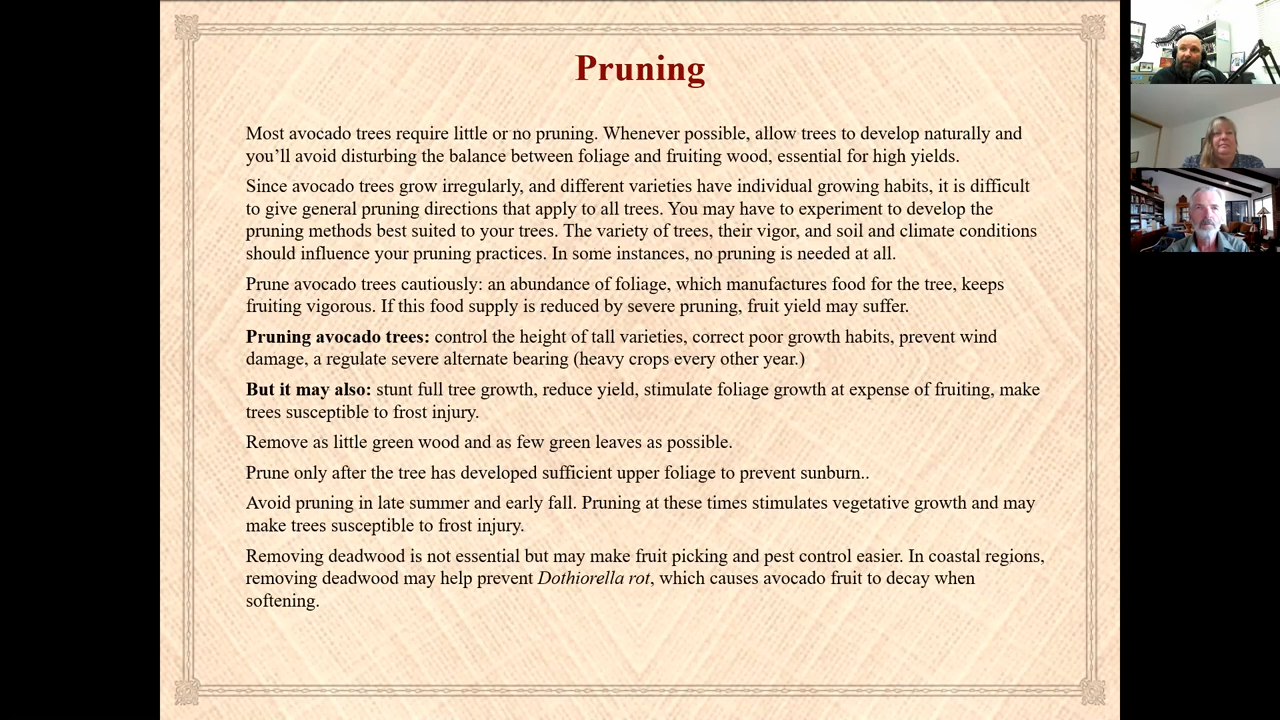 Pruning
Most avocado trees require little or no pruning. Whenever possible, allow trees to develop naturally and
you’ll avoid disturbing the balance between foliage and fruiting wood, essential for high yields.
Since avocado trees grow irregularly, and different varieties have individual growing habits, it is difficult
to give general pruning directions that apply to all trees. You may have to experiment to develop the
pruning methods best suited to your trees. The variety of trees, their vigor, and soil and climate conditions
should influence your pruning practices. In some instances, no pruning is needed at all.
Prune avocado trees cautiously: an abundance of foliage, which manufactures food for the tree, keeps
fruiting vigorous. If this food supply is reduced by severe pruning, fruit yield may suffer.
Pruning avocado trees: control the height of tall varieties, correct poor growth habits, prevent wind
damage, a regulate severe alternate bearing (heavy crops every other year.)
But it may also: stunt full tree growth, reduce yield, stimulate foliage growth at expense of fruiting, make
trees susceptible to frost injury.
Remove as little green wood and as few green leaves as possible.
Prune only after the tree has developed sufficient upper foliage to prevent sunburn..
Avoid pruning in late summer and early fall. Pruning at these times stimulates vegetative growth and may
make trees susceptible to frost injury.
Removing deadwood is not essential but may make fruit picking and pest control easier. In coastal regions,
removing deadwood may help prevent Dothiorella rot, which causes avocado fruit to decay when
softening.